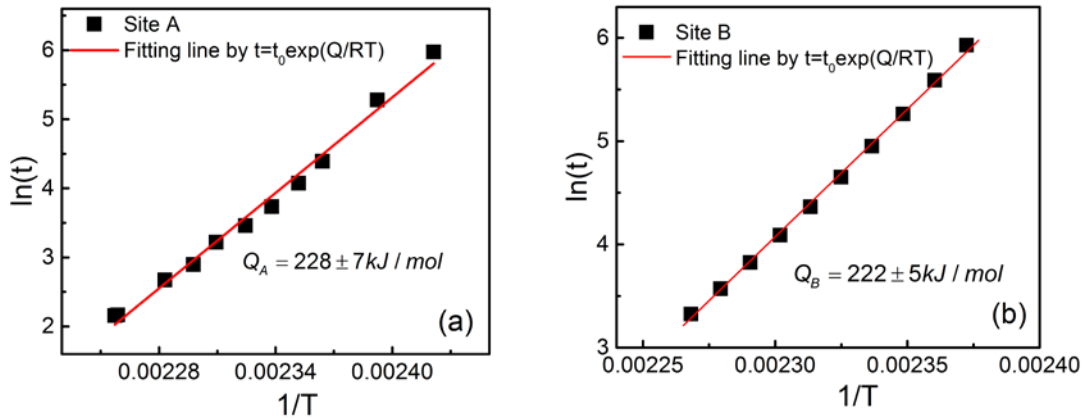 Site A
Fitting line by t=t₀exp(Q/RT)
6
5
4
3
2
ln(t)
Q_A = 228 ± 7kJ / mol
(a)
0.00228
0.00234
0.00240
1/T
Site B
Fitting line by t=t₀exp(Q/RT)
6
5
4
3
ln(t)
Q_B = 222 ± 5kJ / mol
(b)
0.00225
0.00230
0.00235
0.00240
1/T